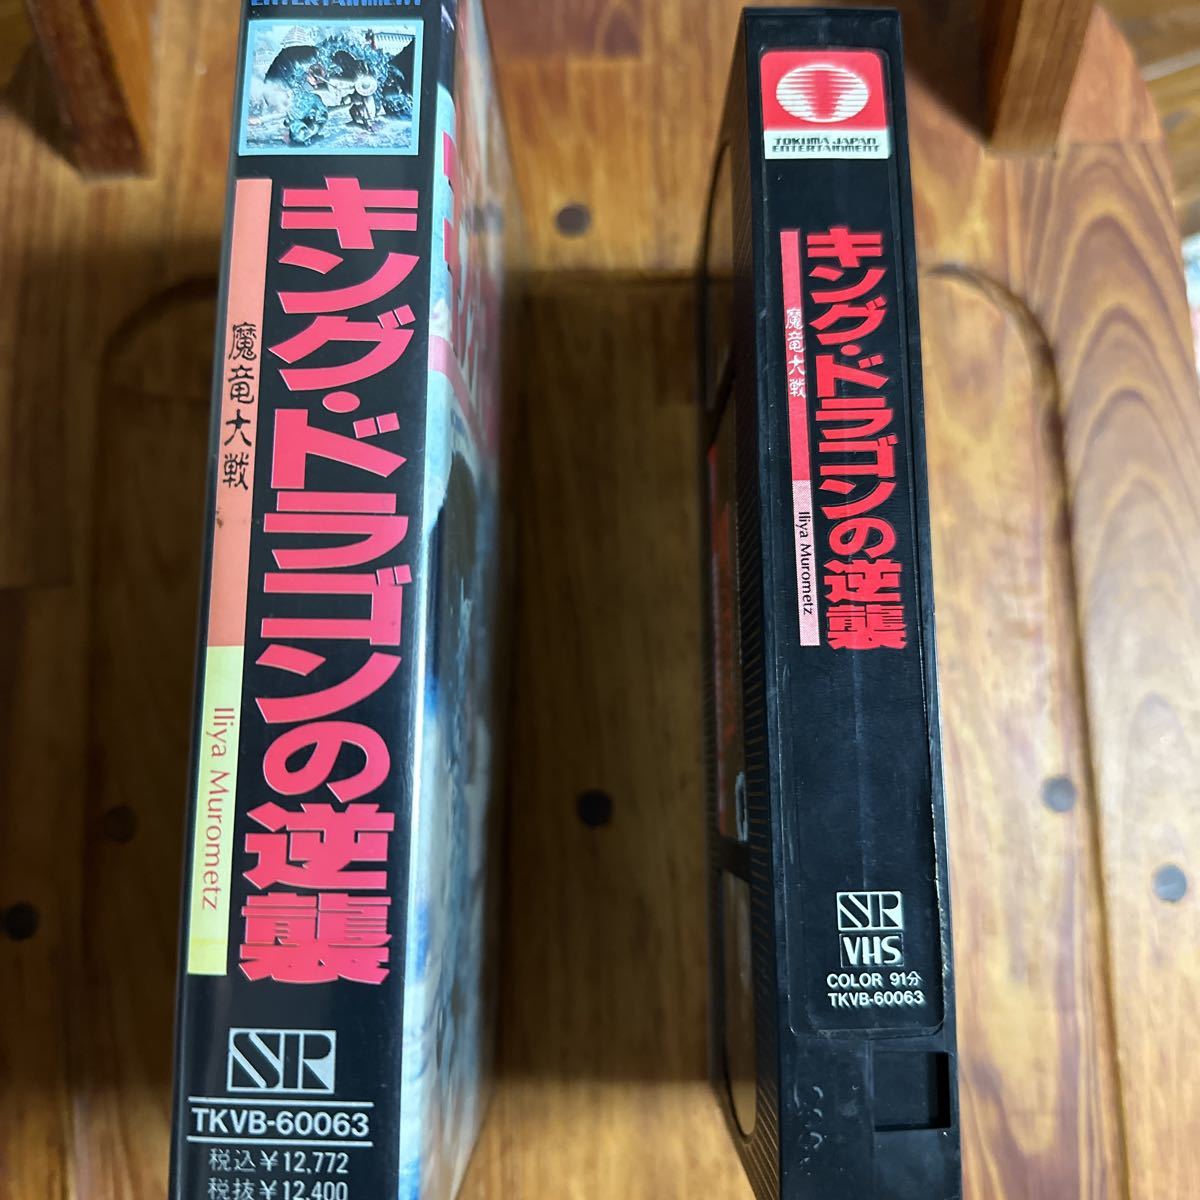 ENTERTAINMENT
キング・ドラゴンの逆襲
魔竜大戦
Iliya Murometz
SR
TKVB-60063
税込¥12,772
税抜¥12,400
TOKUMA JAPAN
ENTERTAINMENT
キング・ドラゴンの逆襲
魔竜大戦
Iliya Murometz
SR
VHS
COLOR 91分
TKVB-60063